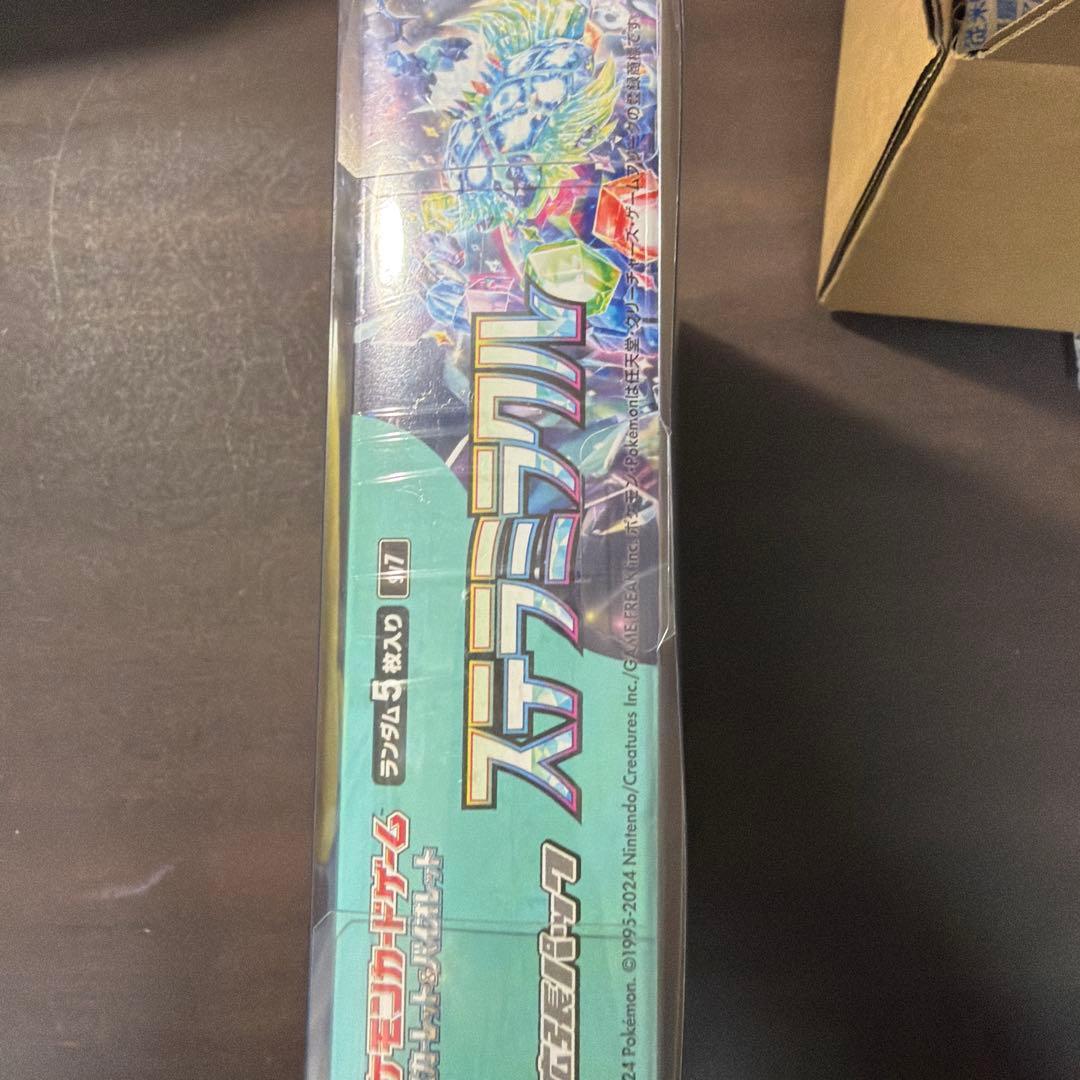 ケモンカードゲーム
カーレット&バイオレット
ランダム5枚入り sv7
拡張パック
ステラミラクル
24 Pokémon. ©1995-2024 Nintendo/Creatures Inc./GAME FREAK inc. ポケモン・Pokémonは任天堂・クリーチャーズ・ゲームフリークの登録商標です
従来